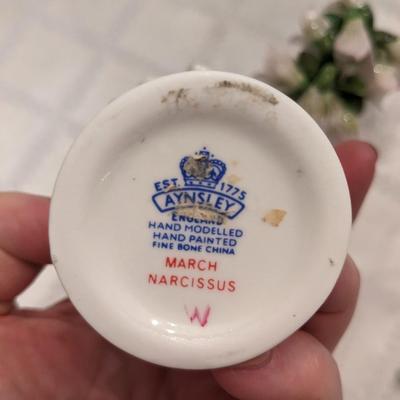 EST. 1775
AYNSLEY
ENGLAND
HAND MODELLED
HAND PAINTED
FINE BONE CHINA
MARCH
NARCISSUS
W